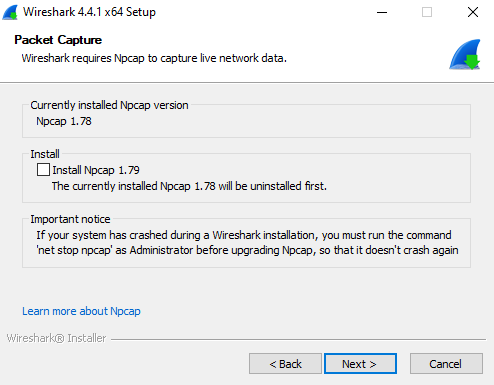 Wireshark 4.4.1 x64 Setup
Packet Capture
Wireshark requires Npcap to capture live network data.
Currently installed Npcap version
Npcap 1.78
Install
Install Npcap 1.79
The currently installed Npcap 1.78 will be uninstalled first.
Important notice
If your system has crashed during a Wireshark installation, you must run the command
'net stop npcap' as Administrator before upgrading Npcap, so that it doesn't crash again
Learn more about Npcap
Wireshark® Installer
< Back
Next >
Cancel